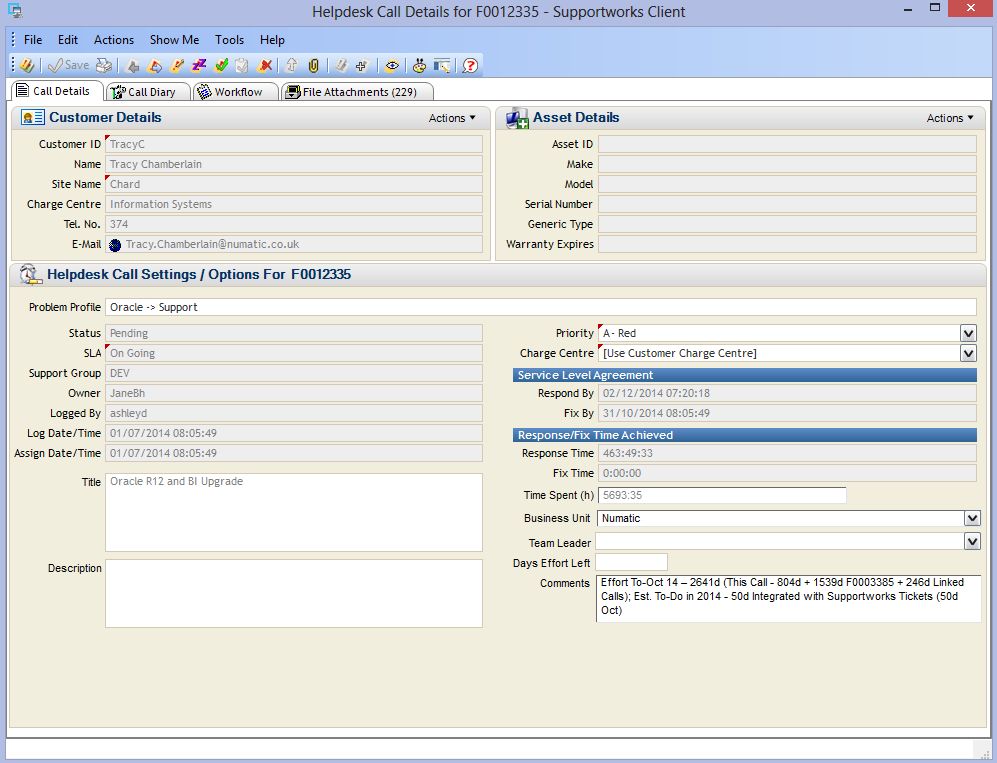 Helpdesk Call Details for F0012335 - Supportworks Client
File Edit Actions Show Me Tools Help
Save
Call Details Call Diary Workflow File Attachments (229)
Customer Details Actions
Customer ID TracyC
Name Tracy Chamberlain
Site Name Chard
Charge Centre Information Systems
Tel. No. 374
E-Mail Tracy.Chamberlain@numatic.co.uk
Asset Details Actions
Asset ID
Make
Model
Serial Number
Generic Type
Warranty Expires
Helpdesk Call Settings / Options For F0012335
Problem Profile Oracle -> Support
Status Pending
SLA On Going
Support Group DEV
Owner JaneBh
Logged By ashleyd
Log Date/Time 01/07/2014 08:05:49
Assign Date/Time 01/07/2014 08:05:49
Title Oracle R12 and BI Upgrade
Description
Priority A- Red
Charge Centre [Use Customer Charge Centre]
Service Level Agreement
Respond By 02/12/2014 07:20:18
Fix By 31/10/2014 08:05:49
Response/Fix Time Achieved
Response Time 463:49:33
Fix Time 0:00:00
Time Spent (h) 5693:35
Business Unit Numatic
Team Leader
Days Effort Left
Comments Effort To-Oct 14 – 2641d (This Call - 804d + 1539d F0003385 + 246d Linked
Calls); Est. To-Do in 2014 - 50d Integrated with Supportworks Tickets (50d
Oct)